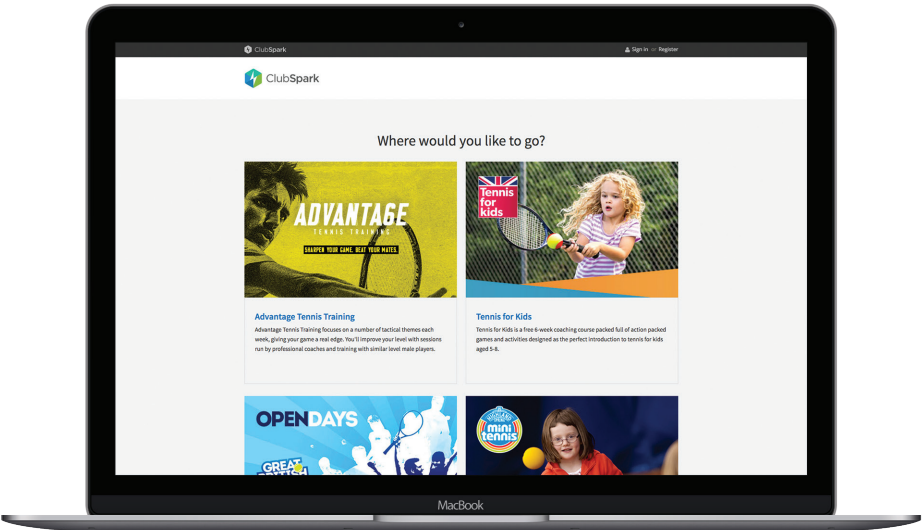 ClubSpark
Sign in or Register
ClubSpark
Where would you like to go?
ADVANTAGE
TENNIS TRAINING
SHARPEN YOUR GAME. BEAT YOUR MATES.
Tennis
for
kids
Advantage Tennis Training
Advantage Tennis Training focuses on a number of tactical themes each
week, giving your game a real edge. You'll improve your level with sessions
run by professional coaches and training with similar level male players.
Tennis for Kids
Tennis for Kids is a free 6-week coaching course packed full of action packed
games and activities designed as the perfect introduction to tennis for kids
aged 5-8.
OPENDAYS
GREAT
BRITISH
HIGHLAND
SPRING
mini
tennis
MacBook